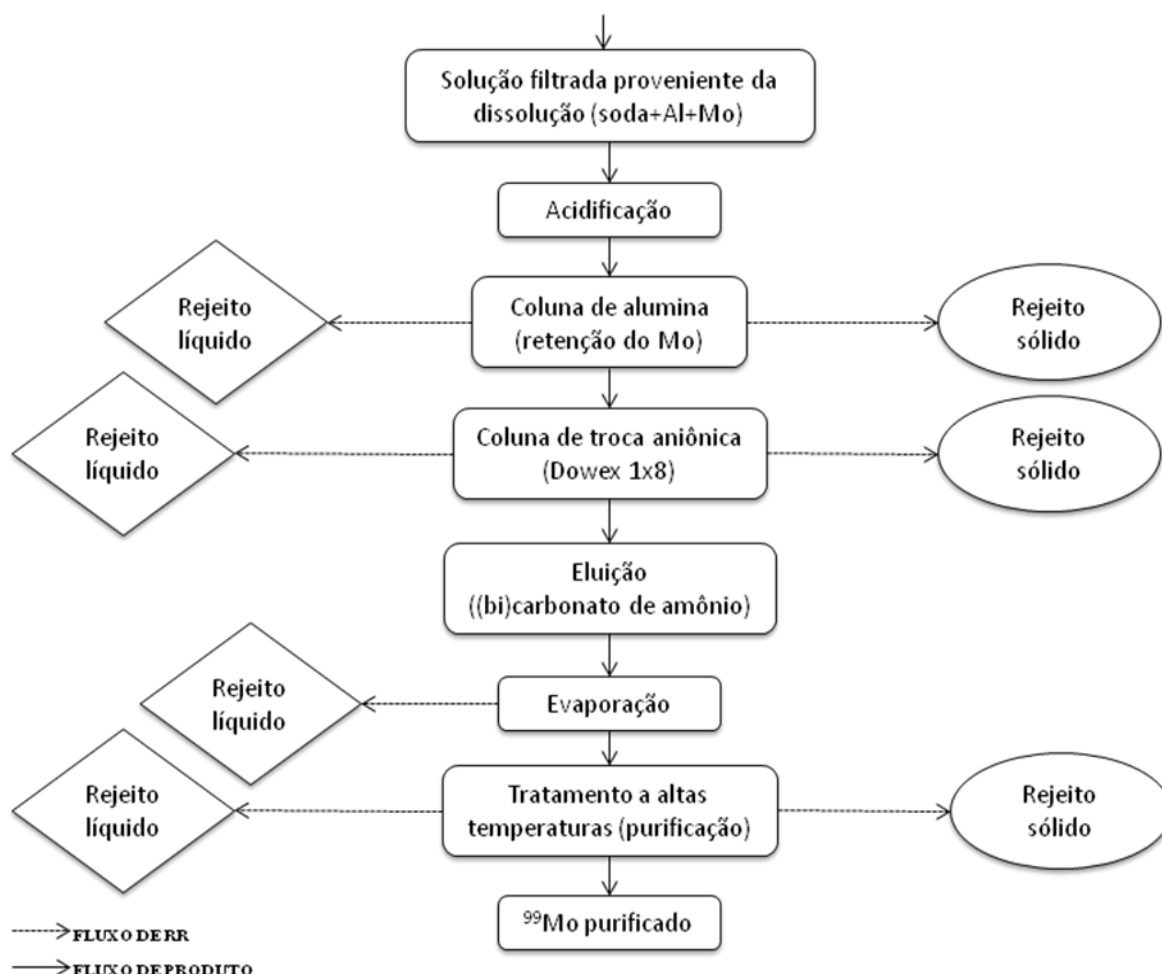 Solução filtrada proveniente da
dissolução (soda+Al+Mo)
Acidificação
Rejeito
líquido
Coluna de alumina
(retenção do Mo)
Rejeito
sólido
Rejeito
líquido
Coluna de troca aniônica
(Dowex 1x8)
Rejeito
sólido
Eluição
((bi)carbonato de amônio)
Rejeito
líquido
Evaporação
Rejeito
líquido
Tratamento a altas
temperaturas (purificação)
Rejeito
sólido
⁹⁹Mo purificado
FLUXO DE RR
FLUXO DE PRODUTO